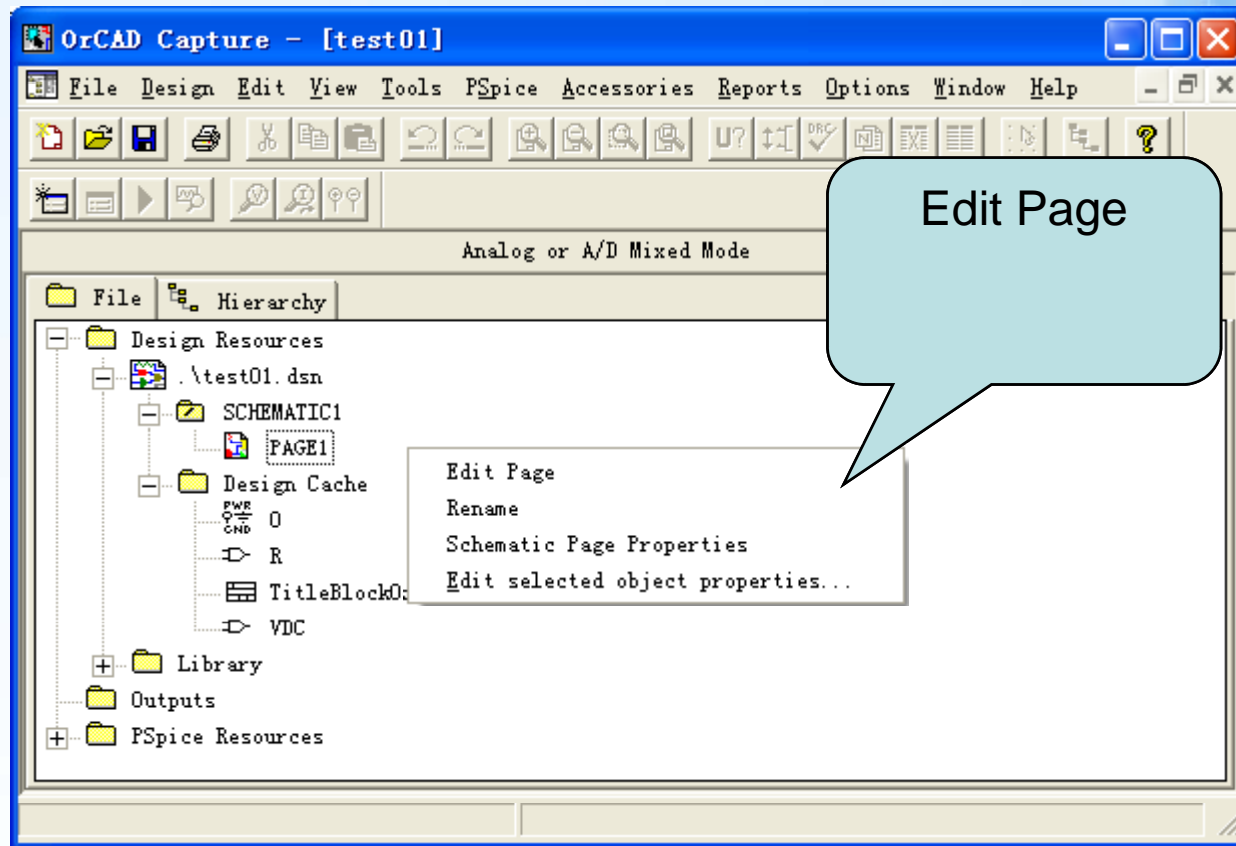 OrCAD Capture - [test01]
File Design Edit View Tools PSpice Accessories Reports Options Window Help
U? DRC
Edit Page
Analog or A/D Mixed Mode
File Hierarchy
Design Resources
.\test01.dsn
SCHEMATIC1
PAGE1
Edit Page
Rename
Schematic Page Properties
Edit selected object properties...
Design Cache
PWR
GND
0
R
TitleBlockO
VDC
Library
Outputs
PSpice Resources